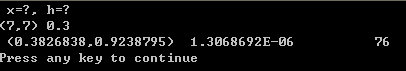 x=?, h=?
(7,7) 0.3
(0.3826838,0.9238795) 1.3068692E-06 76
Press any key to continue